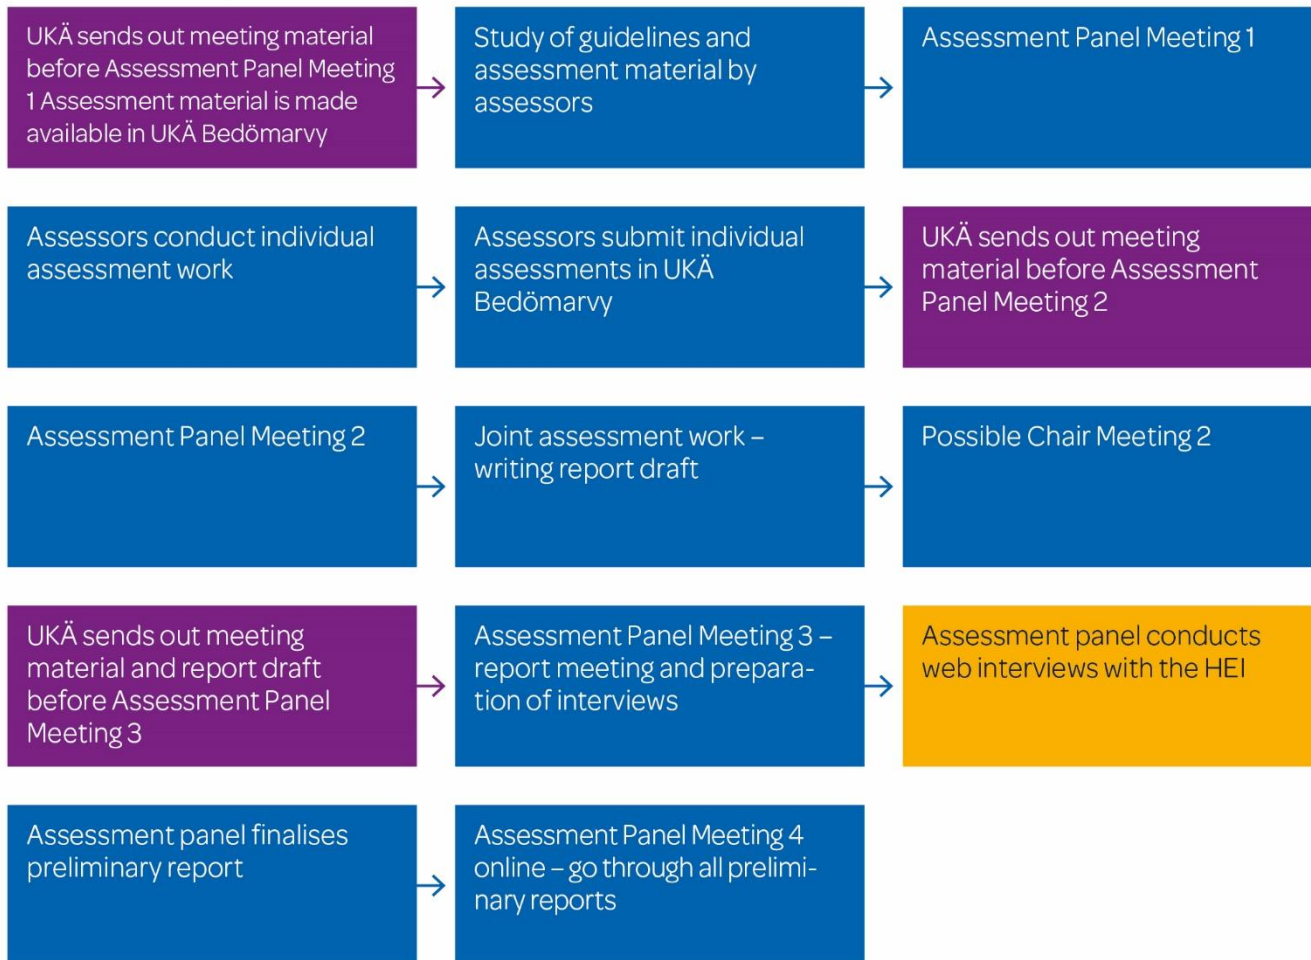 UKÄ sends out meeting material
before Assessment Panel Meeting
1 Assessment material is made
available in UKÄ Bedömarvy
Study of guidelines and
assessment material by
assessors
Assessment Panel Meeting 1
Assessors conduct individual
assessment work
Assessors submit individual
assessments in UKÄ
Bedömarvy
UKÄ sends out meeting
material before Assessment
Panel Meeting 2
Assessment Panel Meeting 2
Joint assessment work –
writing report draft
Possible Chair Meeting 2
UKÄ sends out meeting
material and report draft
before Assessment Panel
Meeting 3
Assessment Panel Meeting 3 –
report meeting and prepara-
tion of interviews
Assessment panel conducts
web interviews with the HEI
Assessment panel finalises
preliminary report
Assessment Panel Meeting 4
online – go through all prelimi-
nary reports